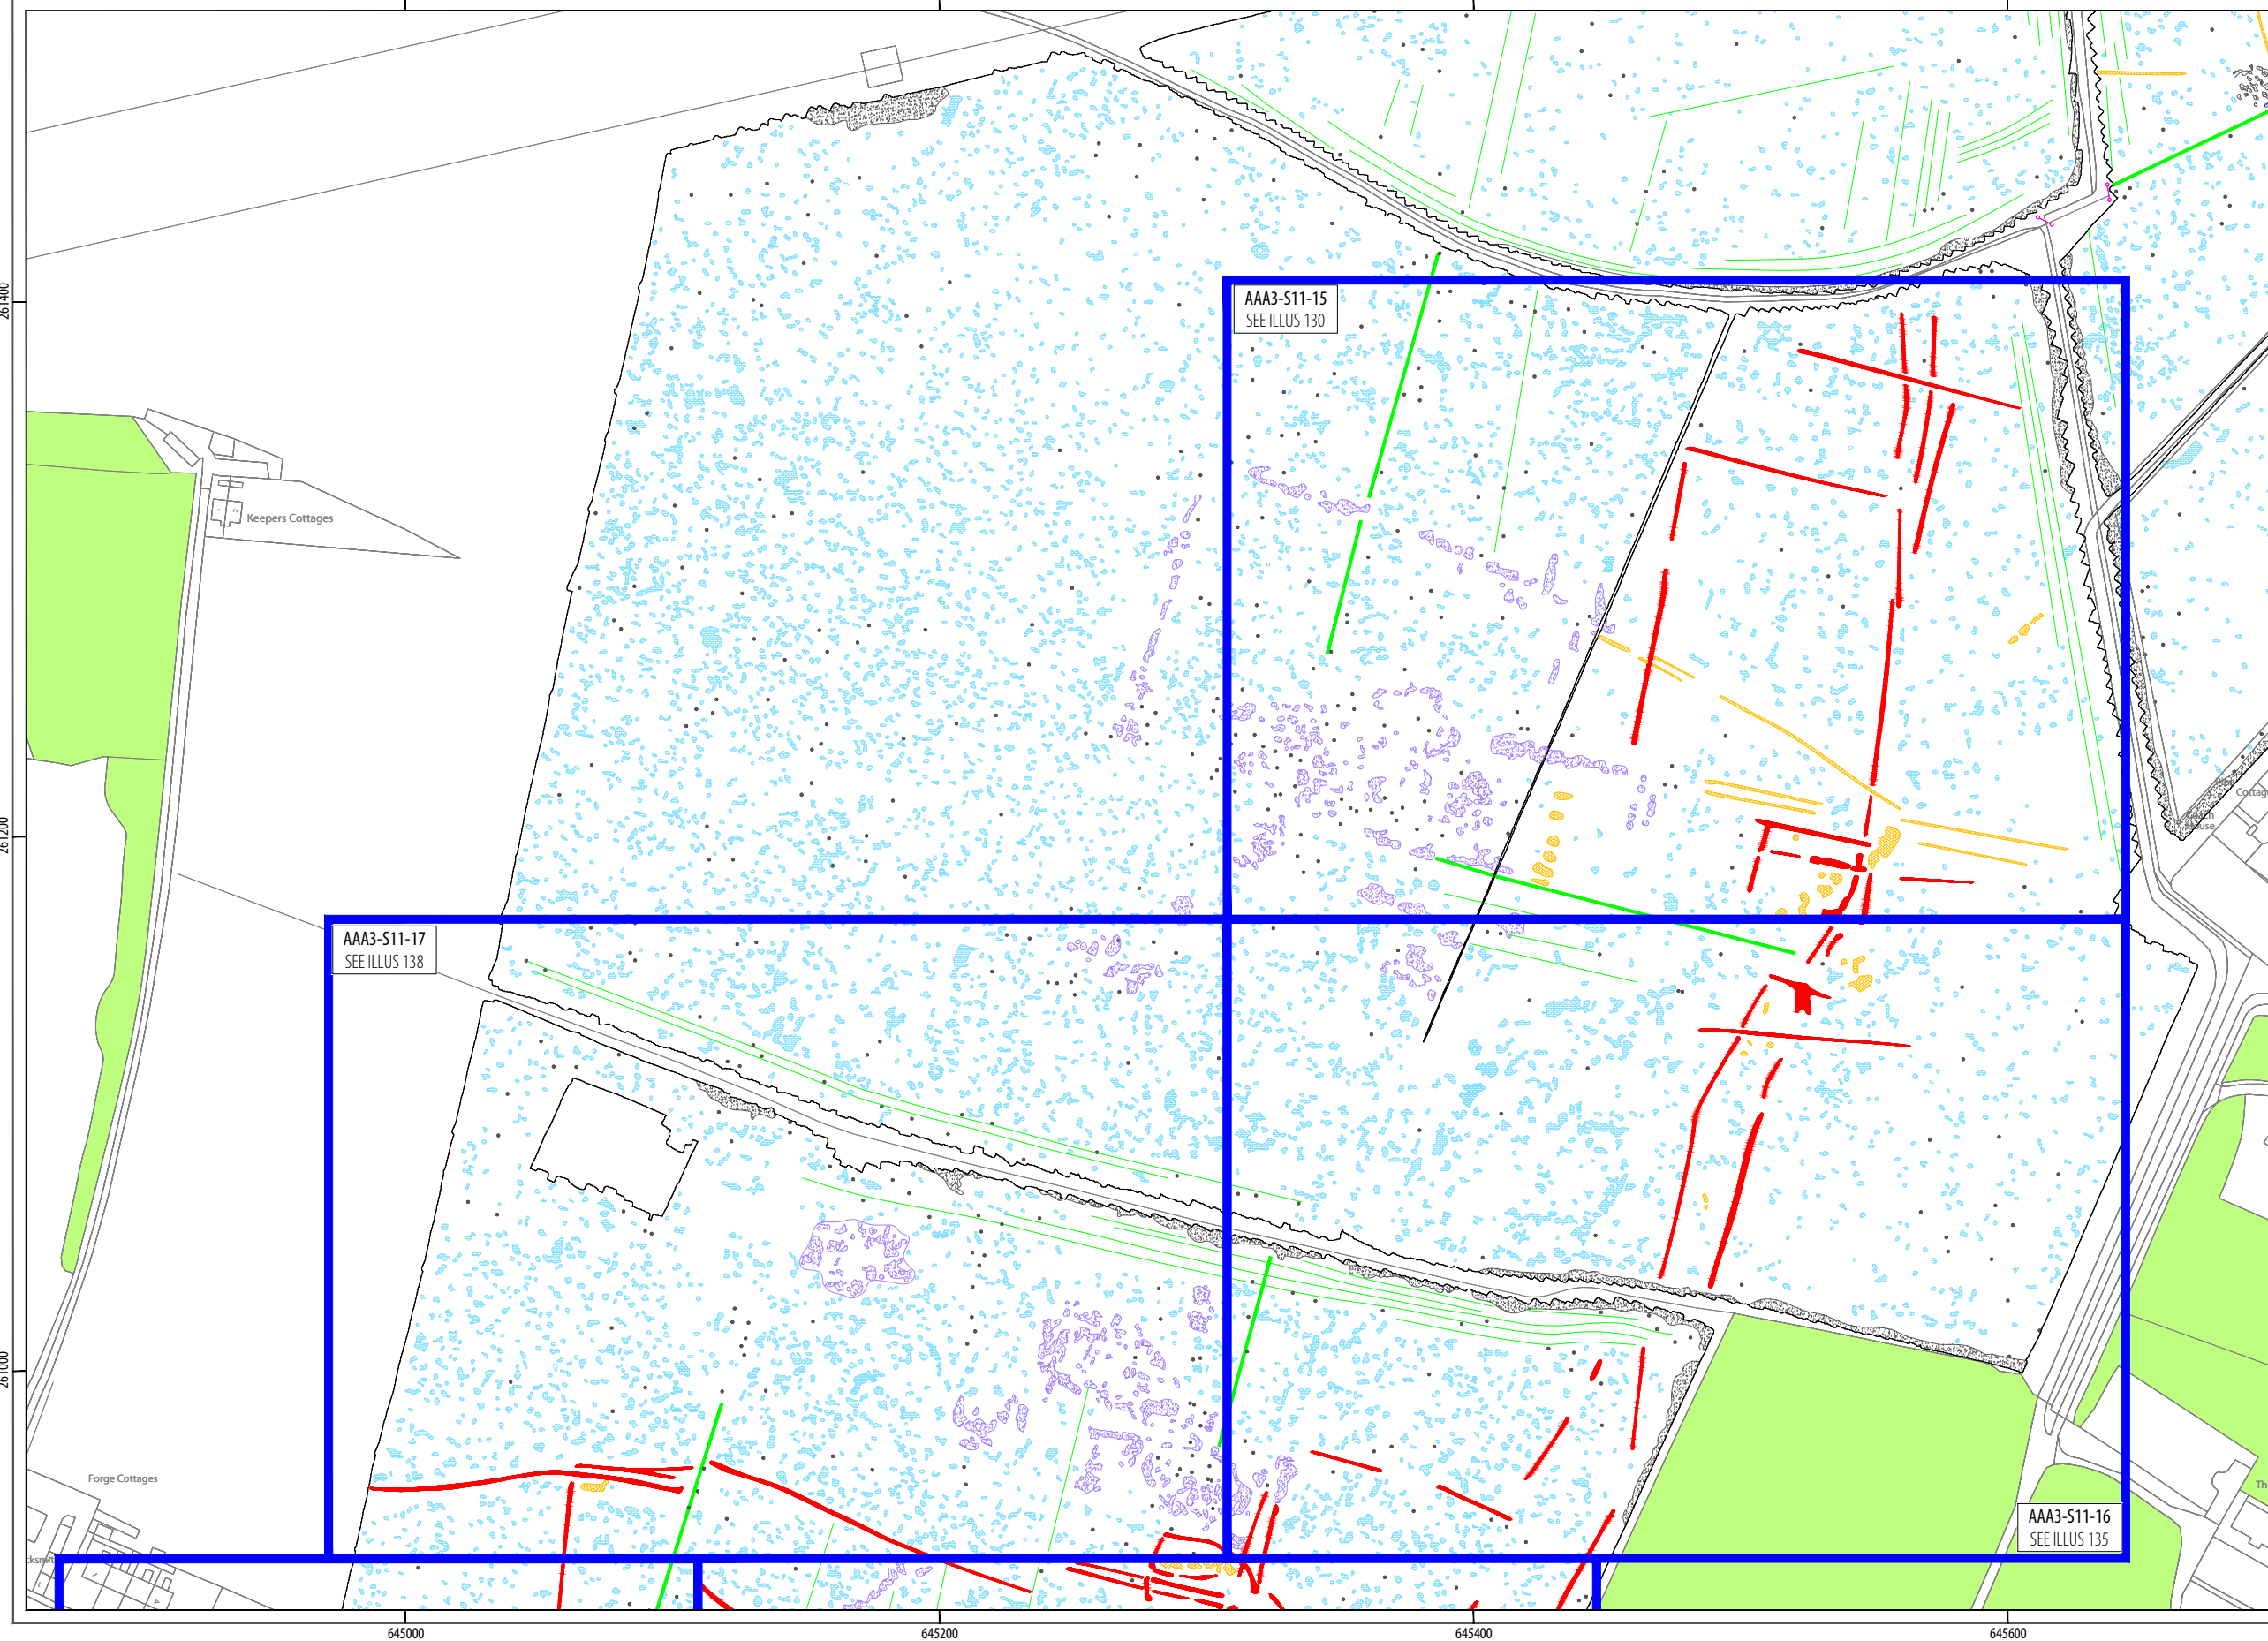 261400
AAA3-S11-15
SEE ILLUS 130
Keepers Cottages
261200
House
AAA3-S11-17
SEE ILLUS 138
261000
Forge Cottages
AAA3-S11-16
SEE ILLUS 135
645000
645200
645400
645600